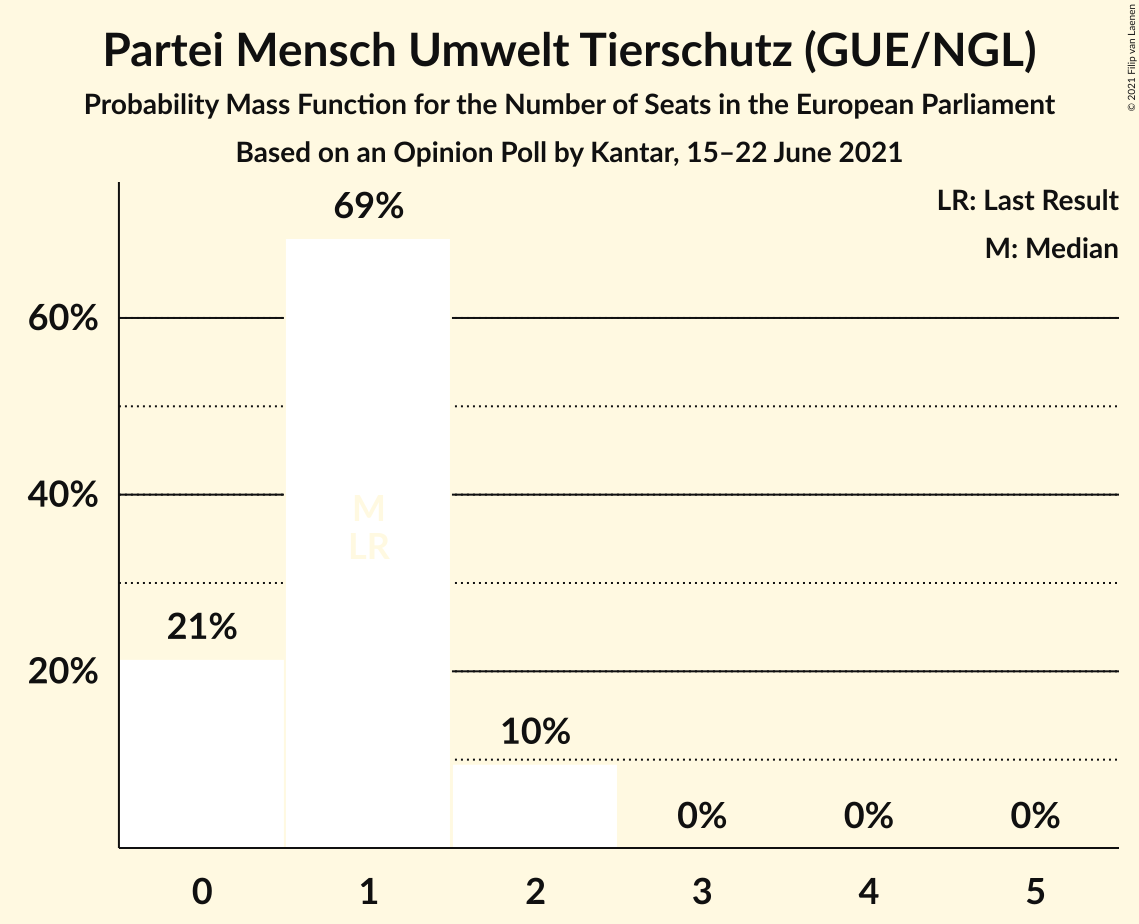 Partei Mensch Umwelt Tierschutz (GUE/NGL)
Probability Mass Function for the Number of Seats in the European Parliament
Based on an Opinion Poll by Kantar, 15–22 June 2021
© 2021 Filip van Laenen
LR: Last Result
M: Median
69%
60%
40%
M
LR
21%
20%
10%
0%
0%
0%
0
1
2
3
4
5